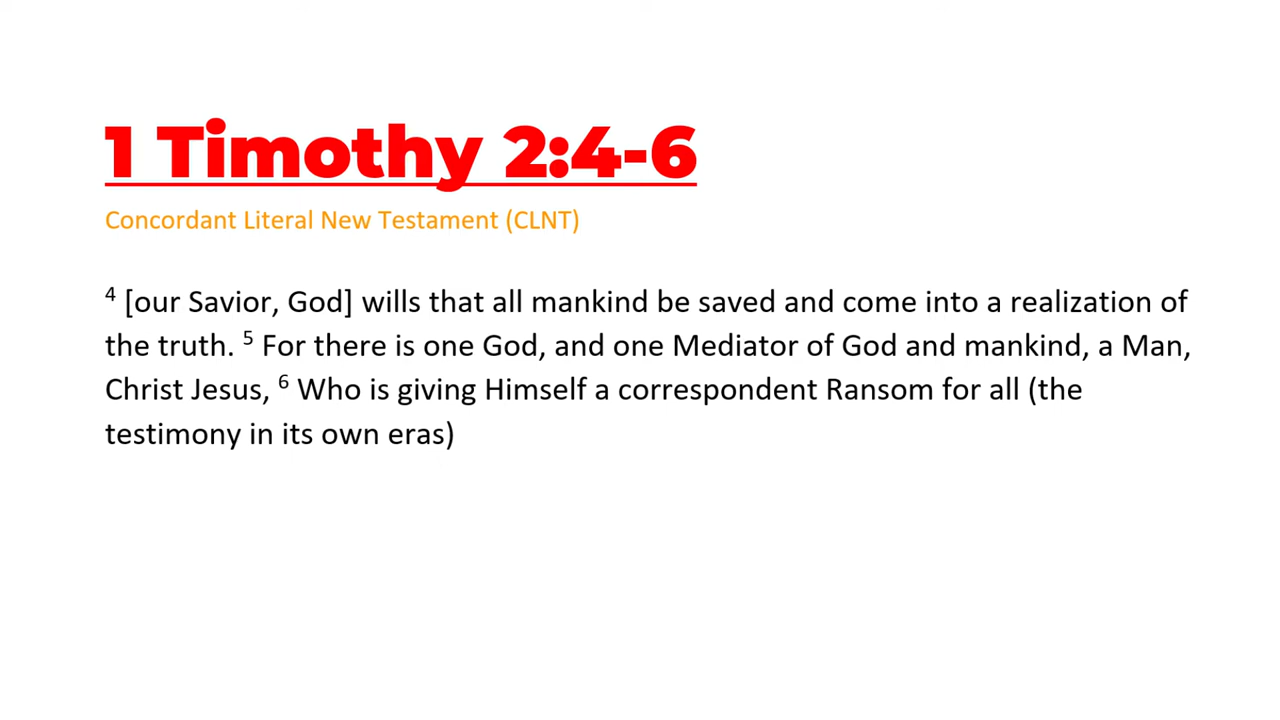 1 Timothy 2:4-6
Concordant Literal New Testament (CLNT)
4 [our Savior, God] wills that all mankind be saved and come into a realization of
the truth. 5 For there is one God, and one Mediator of God and mankind, a Man,
Christ Jesus, 6 Who is giving Himself a correspondent Ransom for all (the
testimony in its own eras)